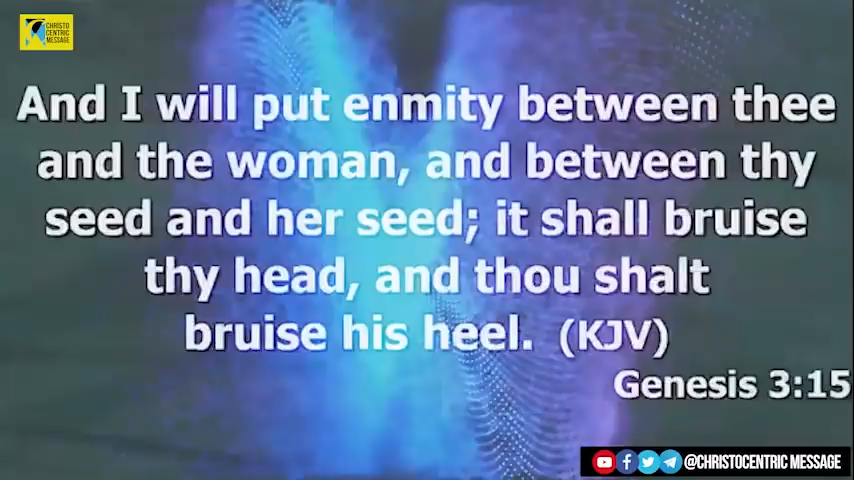 CHRISTO
CENTRIC
MESSAGE
And I will put enmity between thee
and the woman, and between thy
seed and her seed; it shall bruise
thy head, and thou shalt
bruise his heel. (KJV)
Genesis 3:15
@CHRISTOCENTRIC MESSAGE